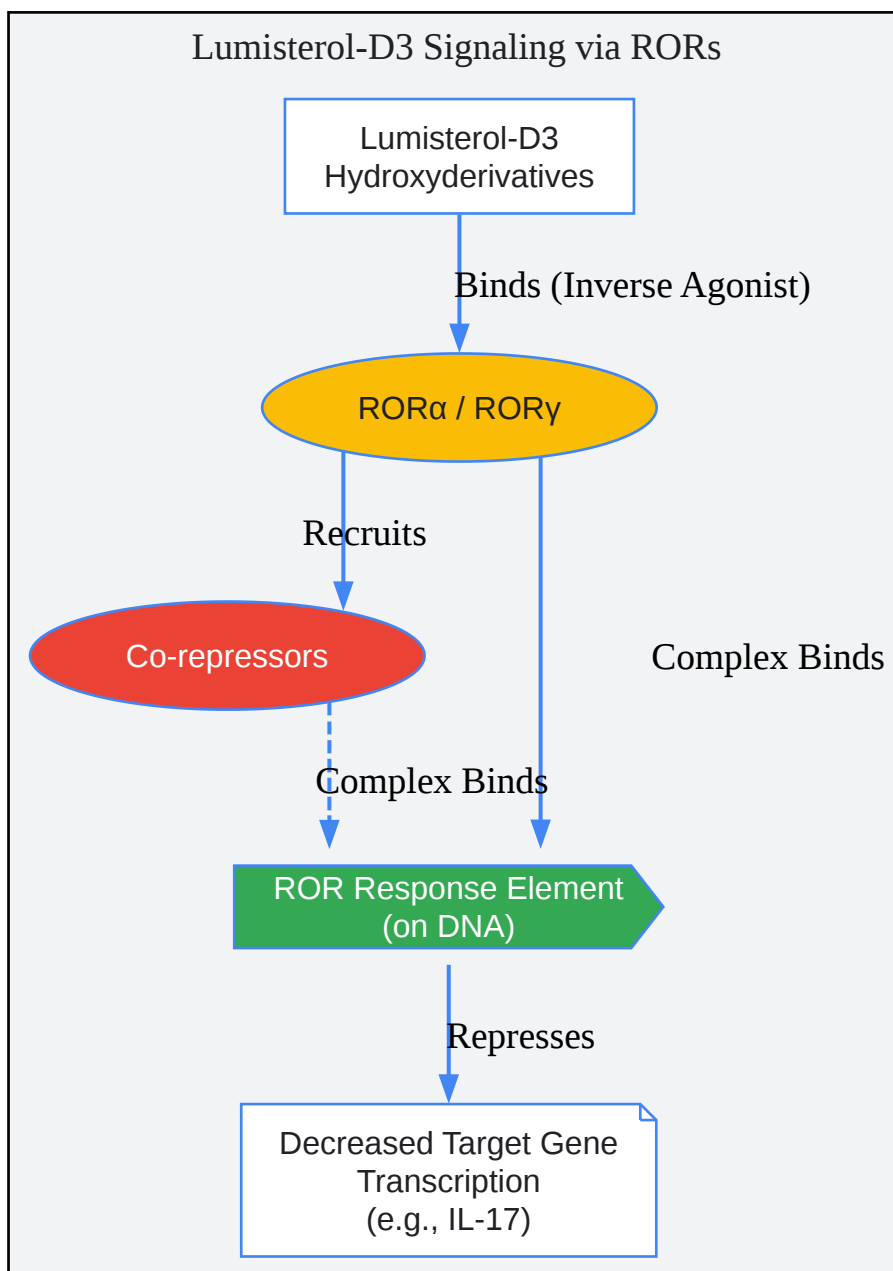 Lumisterol-D3 Signaling via RORs
Lumisterol-D3
Hydroxyderivatives
Binds (Inverse Agonist)
RORα / RORγ
Recruits
Co-repressors
Complex Binds
Complex Binds
ROR Response Element
(on DNA)
Represses
Decreased Target Gene
Transcription
(e.g., IL-17)